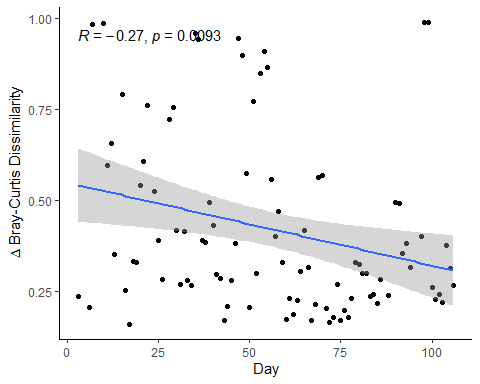 1.00
R = −0.27, p = 0.0093
0.75
0.50
0.25
Δ Bray-Curtis Dissimilarity
0 25 50 75 100
Day